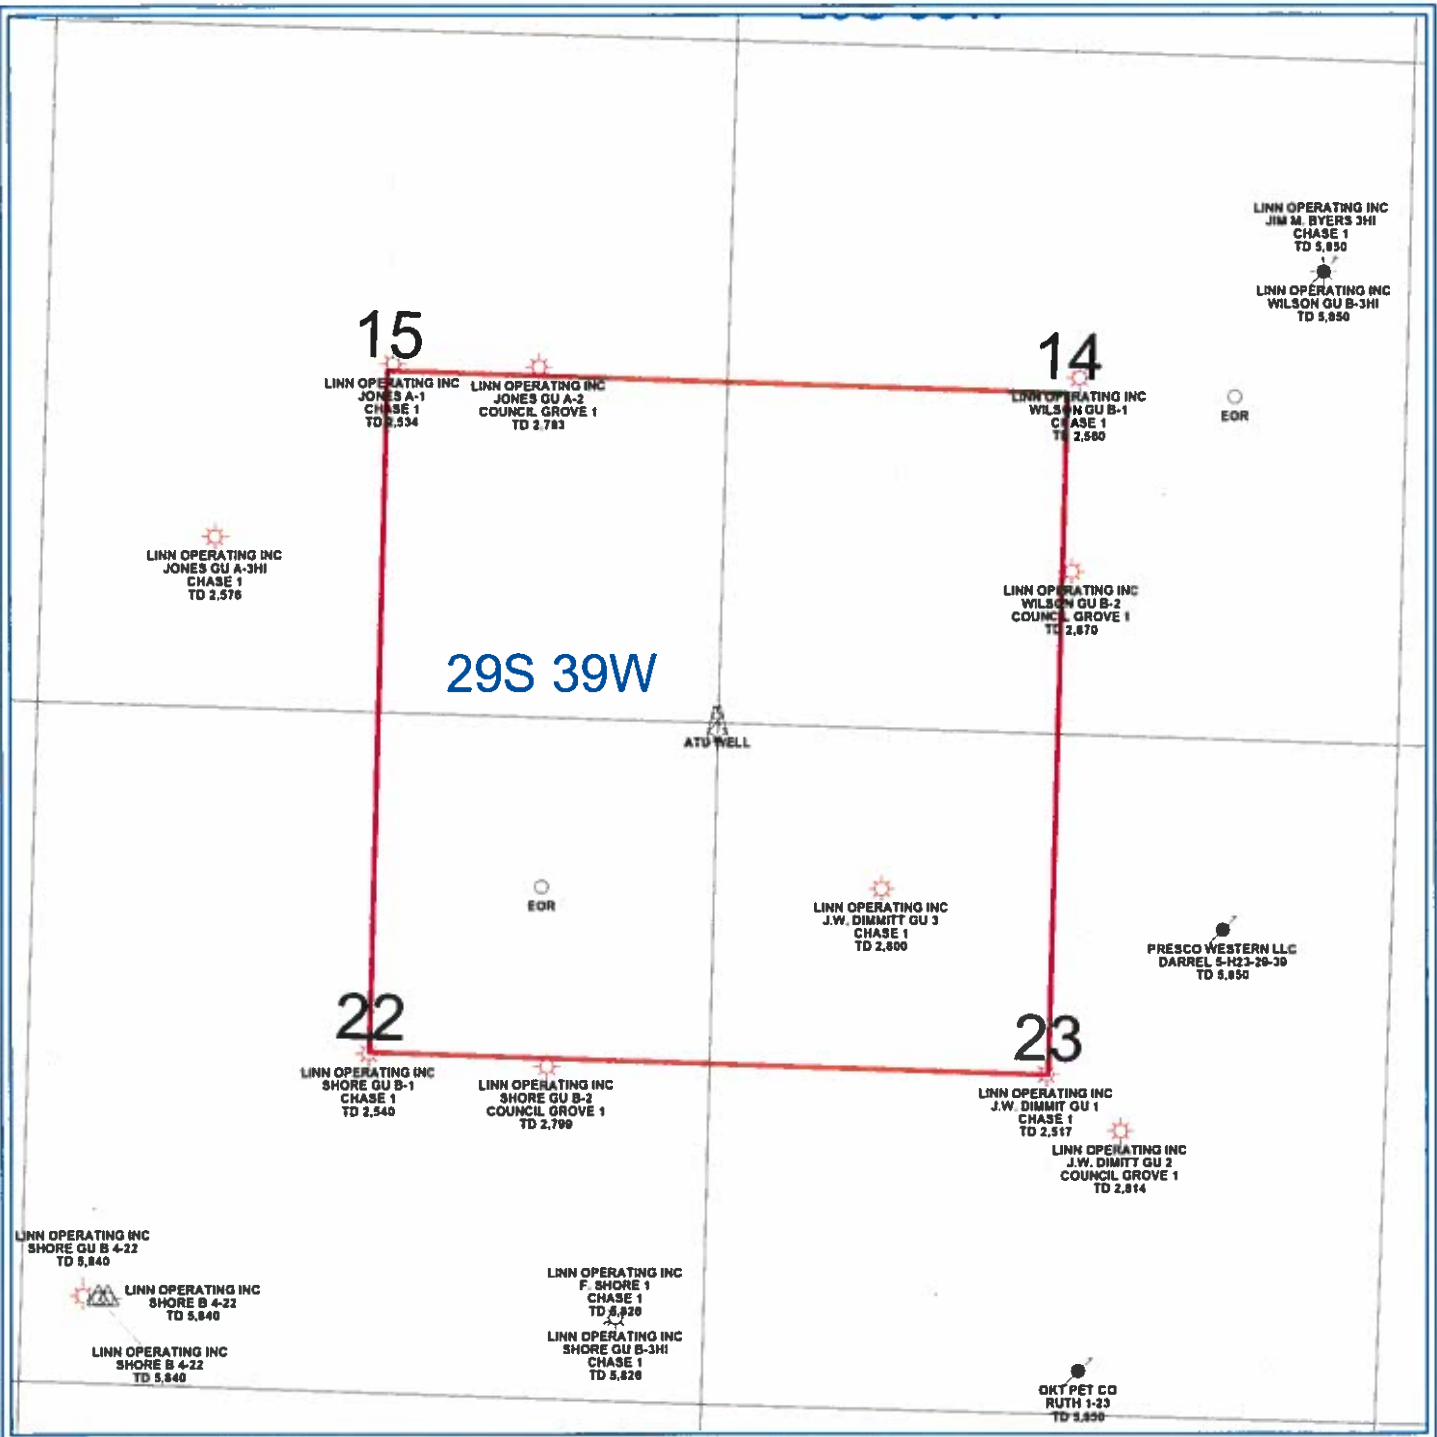 LINN OPERATING INC
JIM M. BYERS 3HI
CHASE 1
TD 5,850
LINN OPERATING INC
WILSON GU B-3HI
TD 5,850
15
LINN OPERATING INC
JONES A-1
CHASE 1
TD 2,534
LINN OPERATING INC
JONES GU A-2
COUNCIL GROVE 1
TD 2,783
14
LINN OPERATING INC
WILSON GU B-1
CHASE 1
TD 2,560
EOR
LINN OPERATING INC
JONES GU A-3HI
CHASE 1
TD 2,576
LINN OPERATING INC
WILSON GU B-2
COUNCIL GROVE 1
TD 2,870
29S 39W
ATU WELL
EOR
LINN OPERATING INC
J.W. DIMMITT GU 3
CHASE 1
TD 2,800
PRESCO WESTERN LLC
DARREL 5-H23-29-39
TD 5,850
22
LINN OPERATING INC
SHORE GU B-1
CHASE 1
TD 2,540
LINN OPERATING INC
SHORE GU B-2
COUNCIL GROVE 1
TD 2,799
23
LINN OPERATING INC
J.W. DIMMIT GU 1
CHASE 1
TD 2,517
LINN OPERATING INC
J.W. DIMITT GU 2
COUNCIL GROVE 1
TD 2,814
LINN OPERATING INC
SHORE GU B 4-22
TD 5,840
LINN OPERATING INC
SHORE B 4-22
TD 5,840
LINN OPERATING INC
SHORE B 4-22
TD 5,840
LINN OPERATING INC
F. SHORE 1
CHASE 1
TD 5,826
LINN OPERATING INC
SHORE GU B-3HI
CHASE 1
TD 5,826
OKT PET CO
RUTH 1-23
TD 5,950